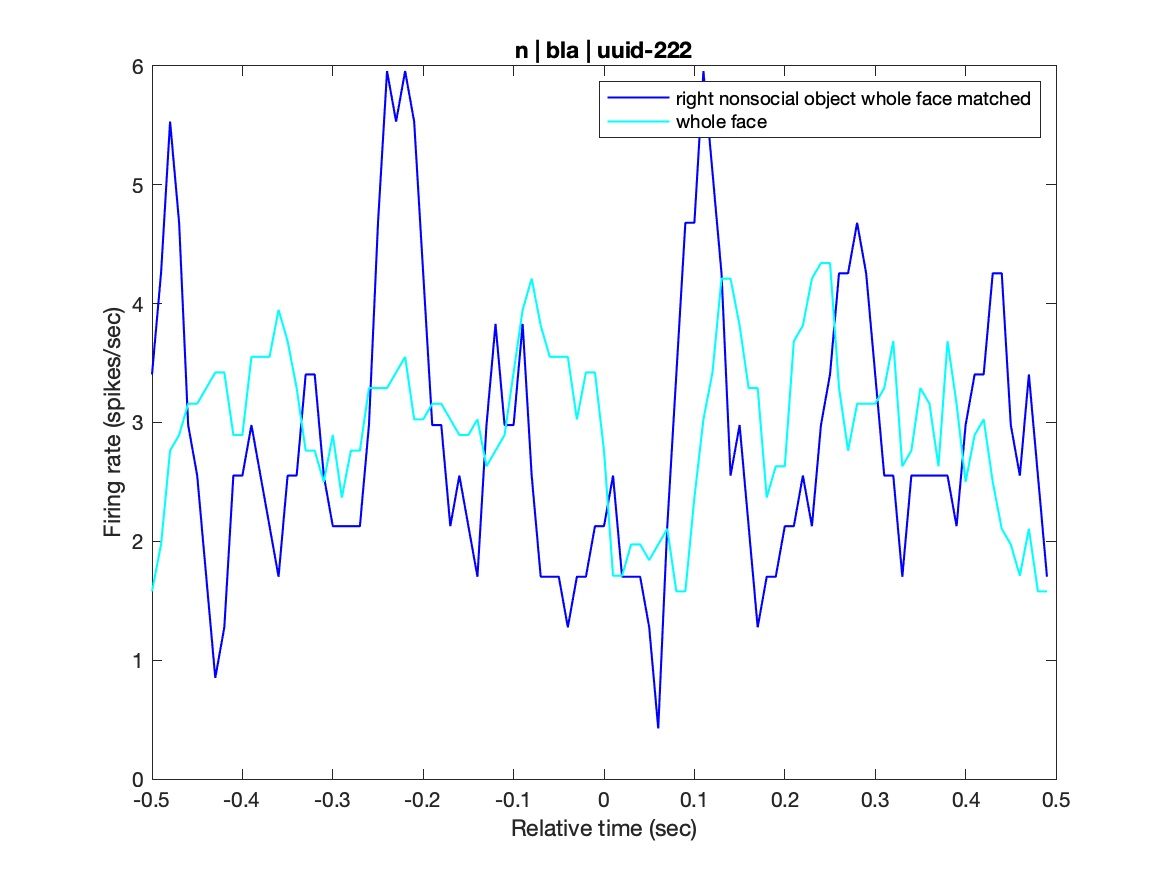 n | bla | uuid-222
right nonsocial object whole face matched
whole face
Firing rate (spikes/sec)
6
5
4
3
2
1
0
-0.5 -0.4 -0.3 -0.2 -0.1 0 0.1 0.2 0.3 0.4 0.5
Relative time (sec)